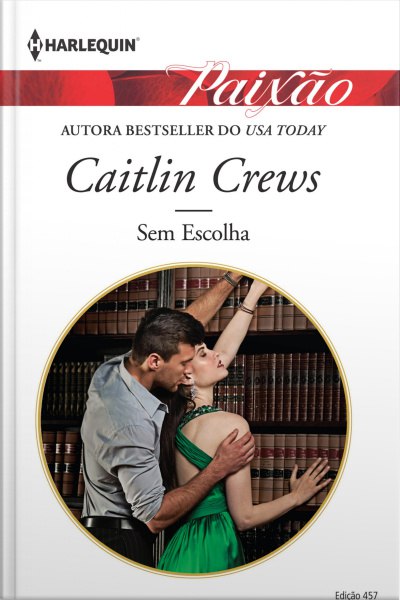 HARLEQUIN®
Paixão
AUTORA BESTSELLER DO USA TODAY
Caitlin Crews
Sem Escolha
Edição 457